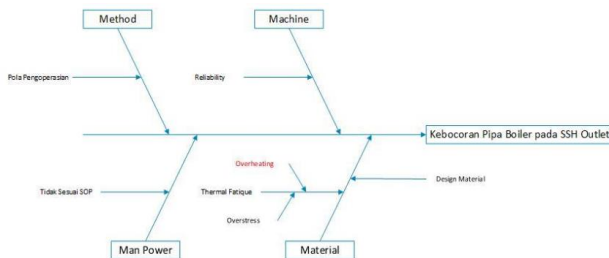 Method
Machine
Pola Pengoperasian
Reliability
Kebocoran Pipa Boiler pada SSH Outlet
Overheating
Design Material
Tidak Sesuai SOP
Thermal Fatique
Overstress
Man Power
Material